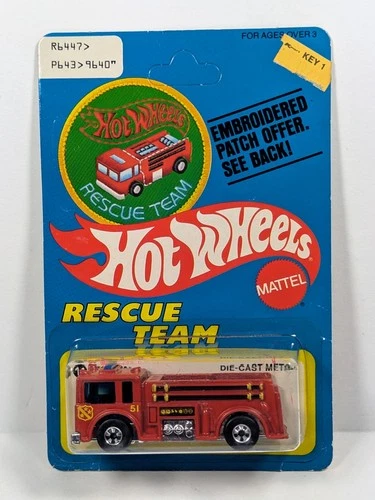 R6447>
P643>9640"
FOR AGES OVER 3
KEY 1
HOT WHEELS
RESCUE TEAM
EMBROIDERED
PATCH OFFER.
SEE BACK!
HOT WHEELS
MATTEL
RESCUE
TEAM
DIE-CAST METAL
51